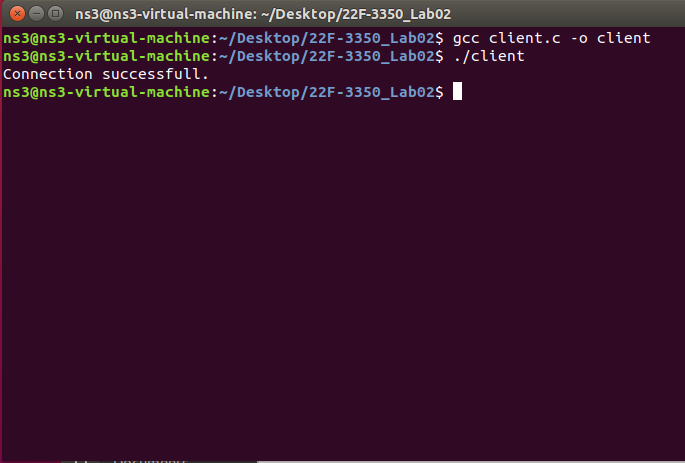 ns3@ns3-virtual-machine: ~/Desktop/22F-3350_Lab02
ns3@ns3-virtual-machine:~/Desktop/22F-3350_Lab02$ gcc client.c -o client
ns3@ns3-virtual-machine:~/Desktop/22F-3350_Lab02$ ./client
Connection successfull.
ns3@ns3-virtual-machine:~/Desktop/22F-3350_Lab02$